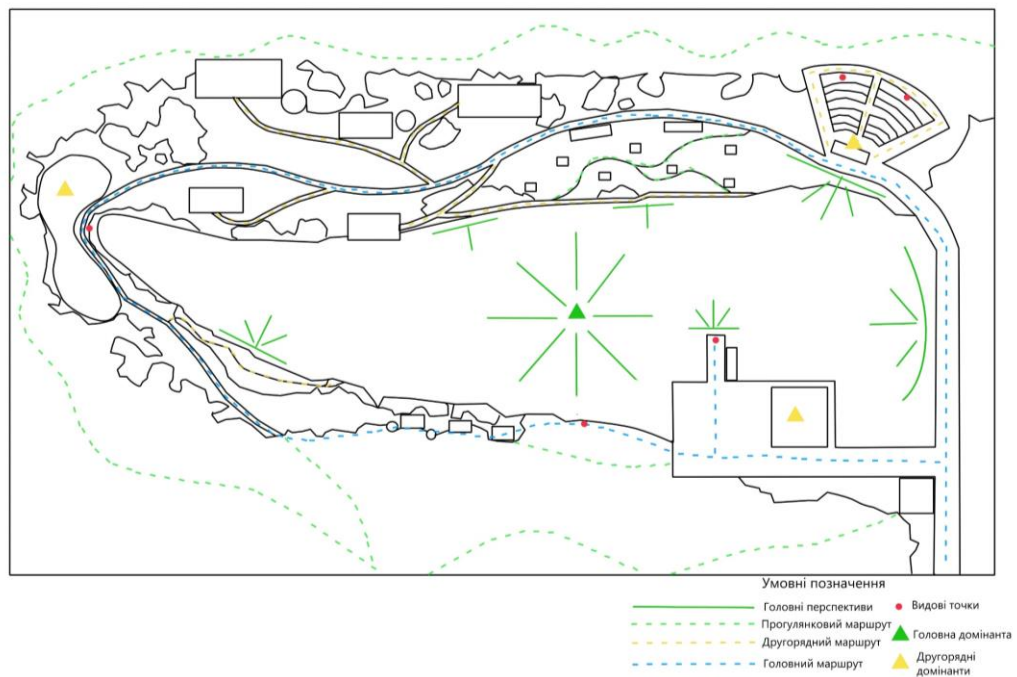 Умовні позначення
Головні перспективи
Видові точки
Прогулянковий маршрут
Головна домінанта
Другорядний маршрут
Головний маршрут
Другорядні
домінанти